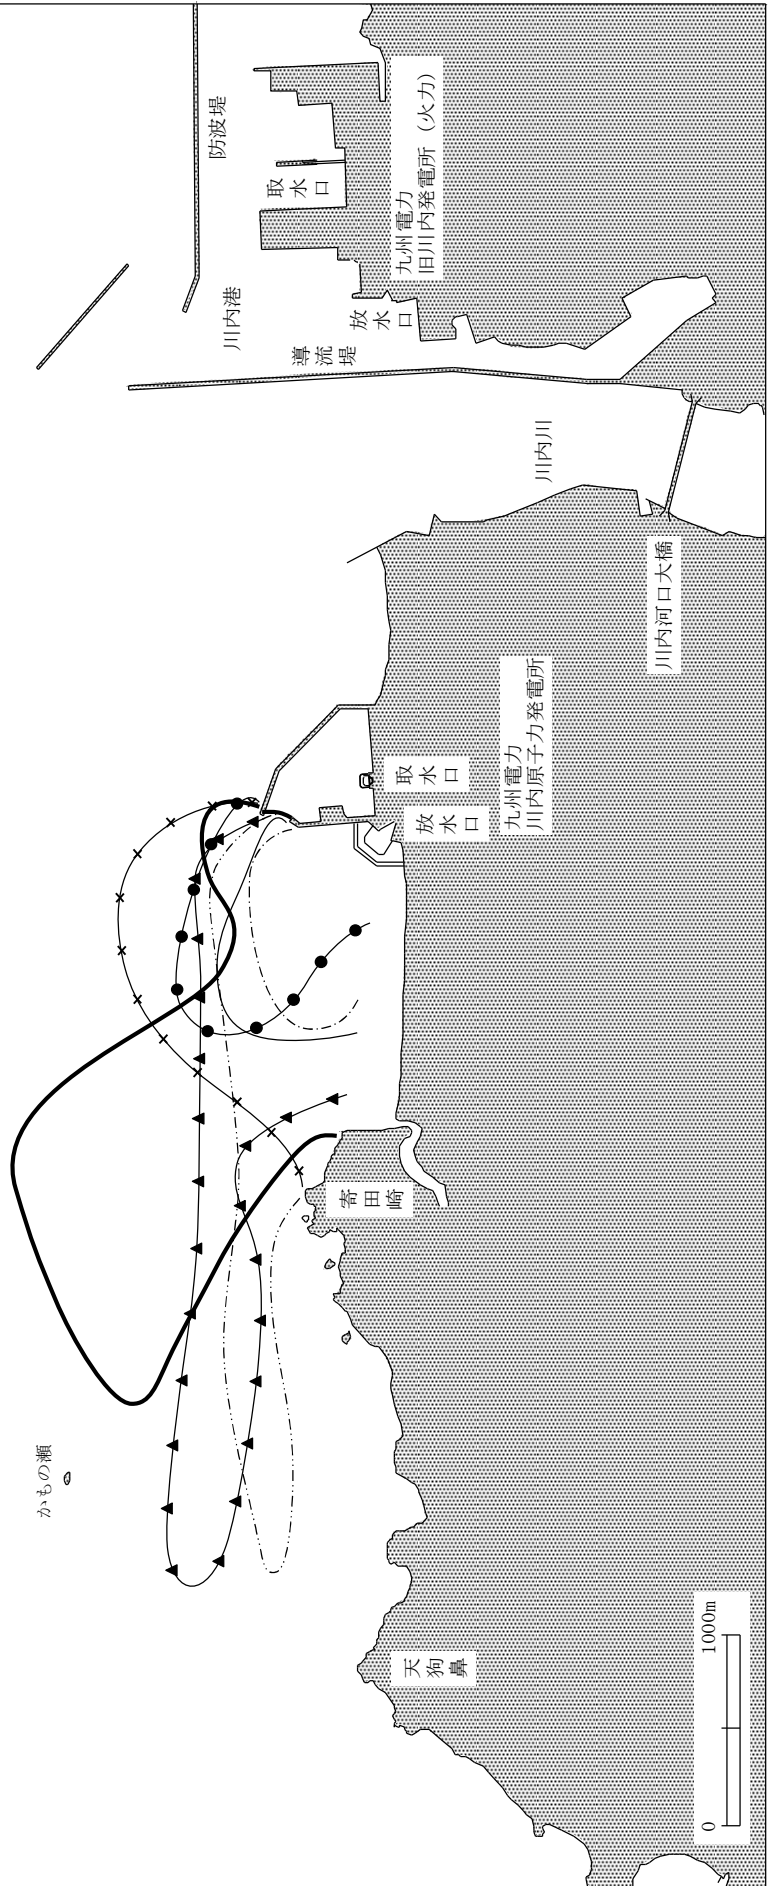 防波堤
取水口
九州電力
旧川内発電所（火力）
川内港
放水口
導流堤
川内川
川内河口大橋
取水口
放水口
九州電力
川内原子力発電所
寄田崎
かもの瀬
天狗鼻
0
1000m